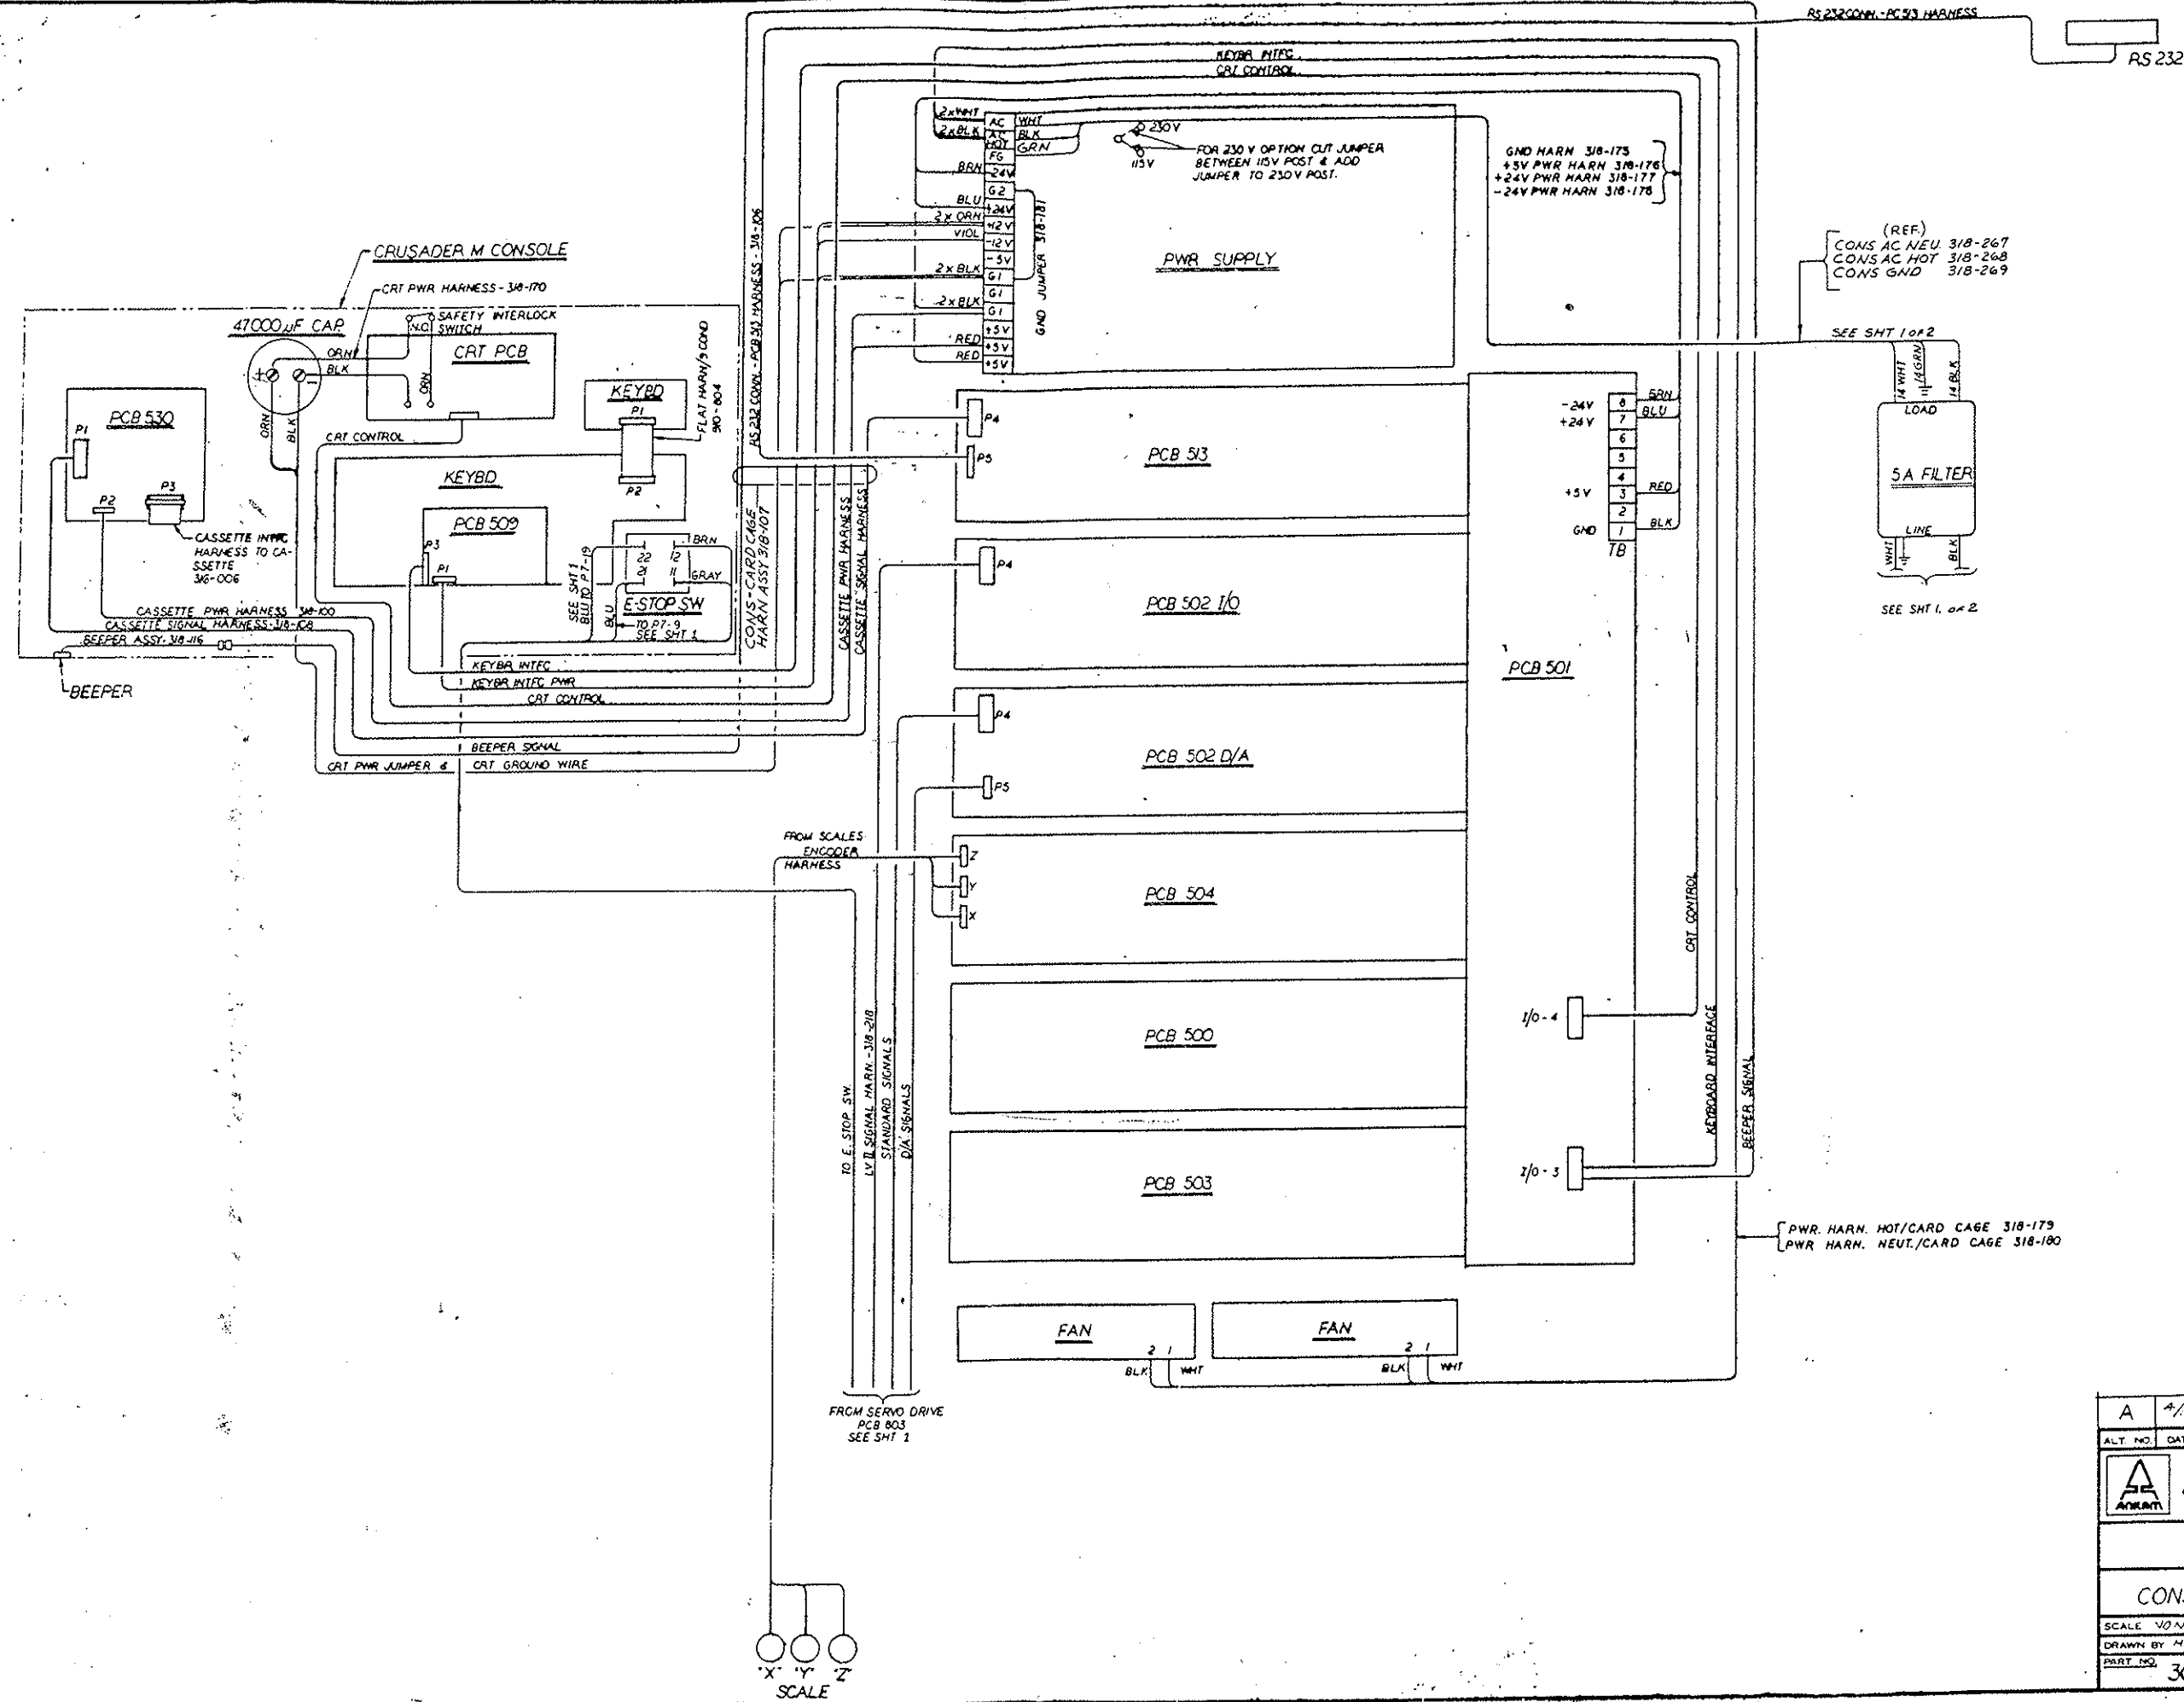 RS 232 CONN.-PC 513 HARNESS
RS 232
KEYBR INTFC
CRT CONTROL
2xWHT
2xBLK
BRN
BLU
2 x ORN
VIOL
2 x BLK
2xBLK
RED
RED
AC
AC
HOT
FG
-24V
G2
+24V
+12V
-12V
-5V
G1
G1
G1
+5V
+5V
+5V
WHT
BLK
GRN
GND JUMPER 318-181
230V
115V
FOR 230 V OPTION CUT JUMPER
BETWEEN 115V POST & ADD
JUMPER TO 230V POST.
PWR SUPPLY
GND HARN 318-175
+5V PWR HARN 318-176
+24V PWR HARN 318-177
-24V PWR HARN 318-178
(REF.)
CONS AC NEU. 318-267
CONS AC HOT 318-268
CONS GND 318-269
SEE SHT 1 OF 2
14 WHT
14 GRN
14 BLK
LOAD
5A FILTER
LINE
WHT
BLK
SEE SHT 1. OF 2
CRUSADER M CONSOLE
CRT PWR HARNESS-318-170
47000 µF CAP.
SAFETY INTERLOCK
SWITCH
N.O.
CRT PCB
ORN
BLK
ORN
+
-
ORN
BLK
CRT CONTROL
PCB 530
P1
P2
P3
CASSETTE INTFC
HARNESS TO CA-
SSETTE
316-006
KEYBD
P1
P2
FLAT HARN/9 COND
910-804
KEYBD
PCB 509
P3
P1
22
12
21
11
BRN
GRAY
E-STOP SW
SEE SHT 1
BLU TO P7-19
BLU
TO P7-9
SEE SHT 1
CASSETTE PWR HARNESS 318-100
CASSETTE SIGNAL HARNESS-318-108
BEEPER ASSY-318-116
BEEPER
KEYBR INTFC
KEYBR INTFC PWR
CRT CONTROL
BEEPER SIGNAL
CRT PWR JUMPER & CRT GROUND WIRE
RS 232 CONN.-PCB 513 HARNESS-318-106
CONS-CARD CAGE
HARN ASSY 318-107
CASSETTE PWR HARNESS
CASSETTE SIGNAL HARNESS
P4
P5
PCB 513
P4
PCB 502 I/O
P4
P5
PCB 502 D/A
FROM SCALES
ENCODER
HARNESS
Z
Y
X
PCB 504
PCB 500
PCB 503
-24V
+24V
+5V
GND
8
7
6
5
4
3
2
1
TB
BRN
BLU
RED
BLK
PCB 501
I/O-4
I/O-3
CRT CONTROL
KEYBOARD INTERFACE
BEEPER SIGNAL
TO E. STOP SW.
LV II SIGNAL HARN.-318-218
STANDARD SIGNALS
D/A SIGNALS
FROM SERVO DRIVE
PCB 803
SEE SHT 1
FAN
2 1
BLK
WHT
FAN
2 1
BLK
WHT
PWR. HARN. HOT/CARD CAGE 318-179
PWR HARN. NEUT./CARD CAGE 318-180
"X" "Y" "Z"
SCALE
A
ALT. NO.
ANILAM
SCALE
DRAWN BY
PART NO.